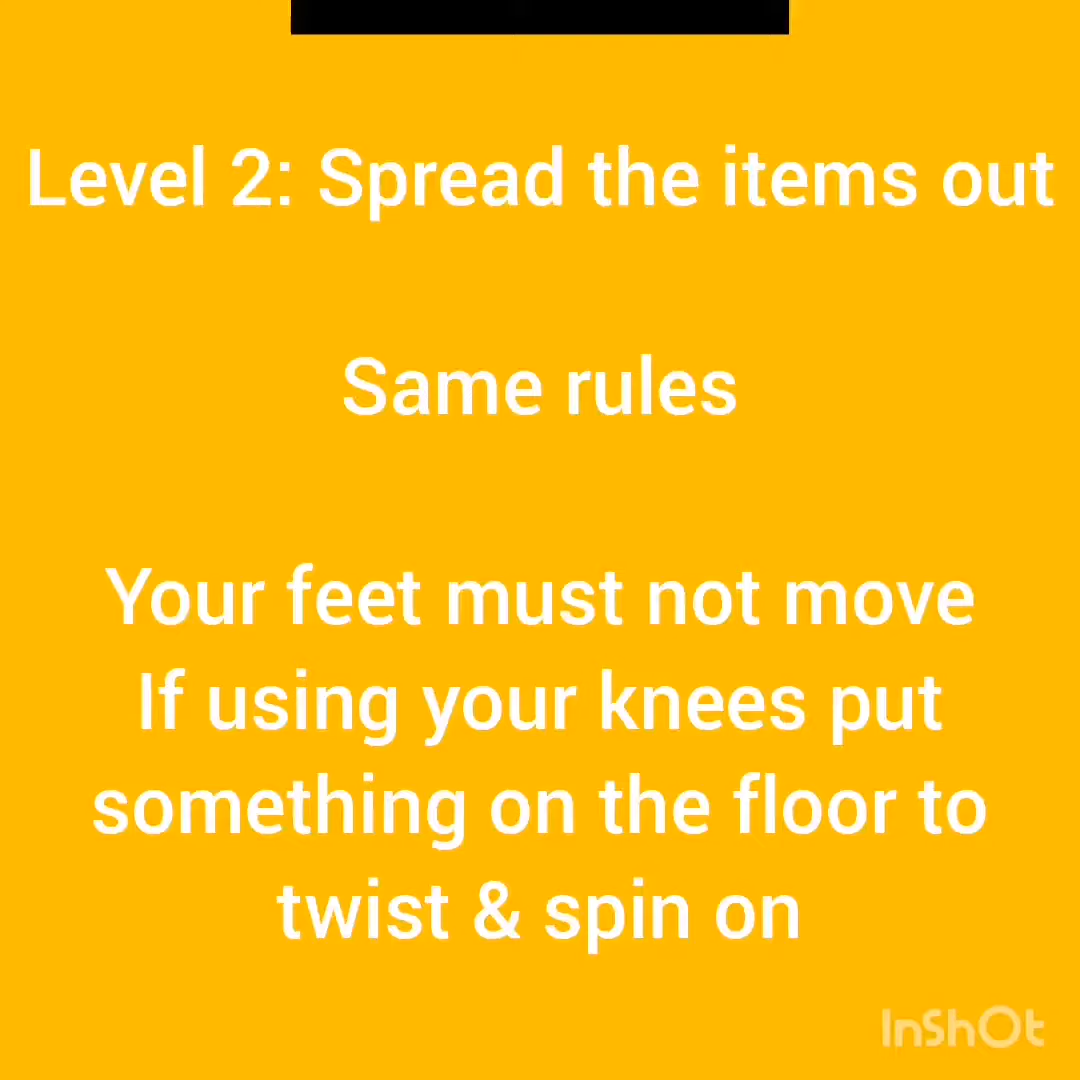 Level 2: Spread the items out
Same rules
Your feet must not move
If using your knees put
something on the floor to
twist & spin on
InShOt